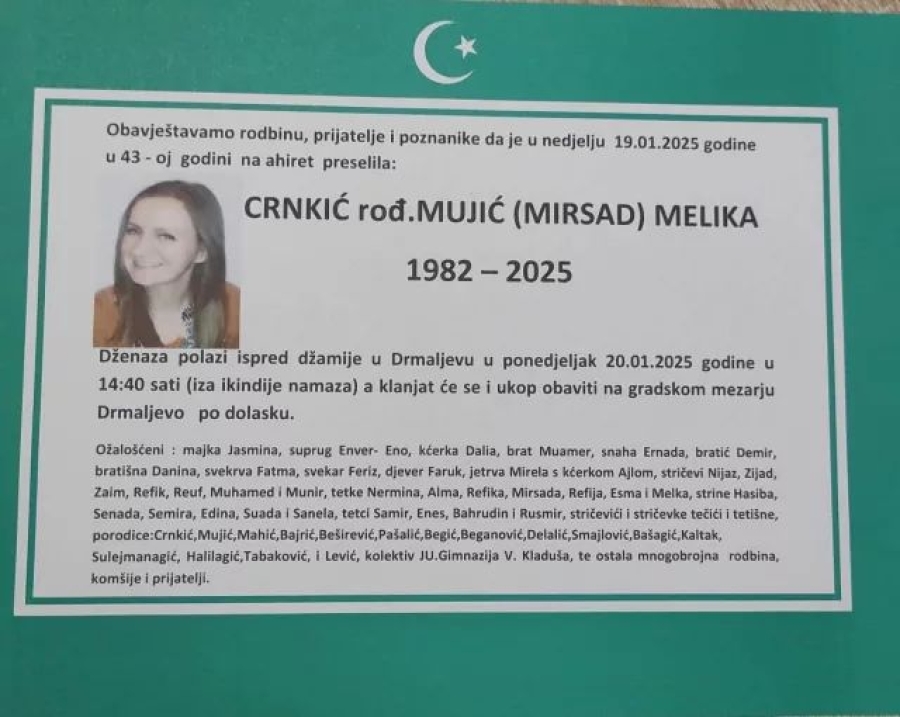 Obavještavamo rodbinu, prijatelje i poznanike da je u nedjelju 19.01.2025 godine
u 43 - oj godini na ahiret preselila:
CRNKIĆ rođ.MUJIĆ (MIRSAD) MELIKA
1982 – 2025
Dženaza polazi ispred džamije u Drmaljevu u ponedjeljak 20.01.2025 godine u
14:40 sati (iza ikindije namaza) a klanjat će se i ukop obaviti na gradskom mezarju
Drmaljevo po dolasku.
Ožalošćeni : majka Jasmina, suprug Enver- Eno, kćerka Dalia, brat Muamer, snaha Ernada, bratić Demir,
bratišna Danina, svekrva Fatma, svekar Feriz, djever Faruk, jetrva Mirela s kćerkom Ajlom, stričevi Nijaz, Zijad,
Zaim, Refik, Reuf, Muhamed i Munir, tetke Nermina, Alma, Refika, Mirsada, Refija, Esma i Melka, strine Hasiba,
Senada, Semira, Edina, Suada i Sanela, tetci Samir, Enes, Bahrudin i Rusmir, stričevići i stričevke tečići i tetišne,
porodice:Crnkić,Mujić,Mahić,Bajrić,Beširević,Pašalić,Begić,Beganović,Delalić,Smajlović,Bašagić,Kaltak,
Sulejmanagić, Halilagić,Tabaković, i Lević, kolektiv JU.Gimnazija V. Kladuša, te ostala mnogobrojna rodbina,
komšije i prijatelji.